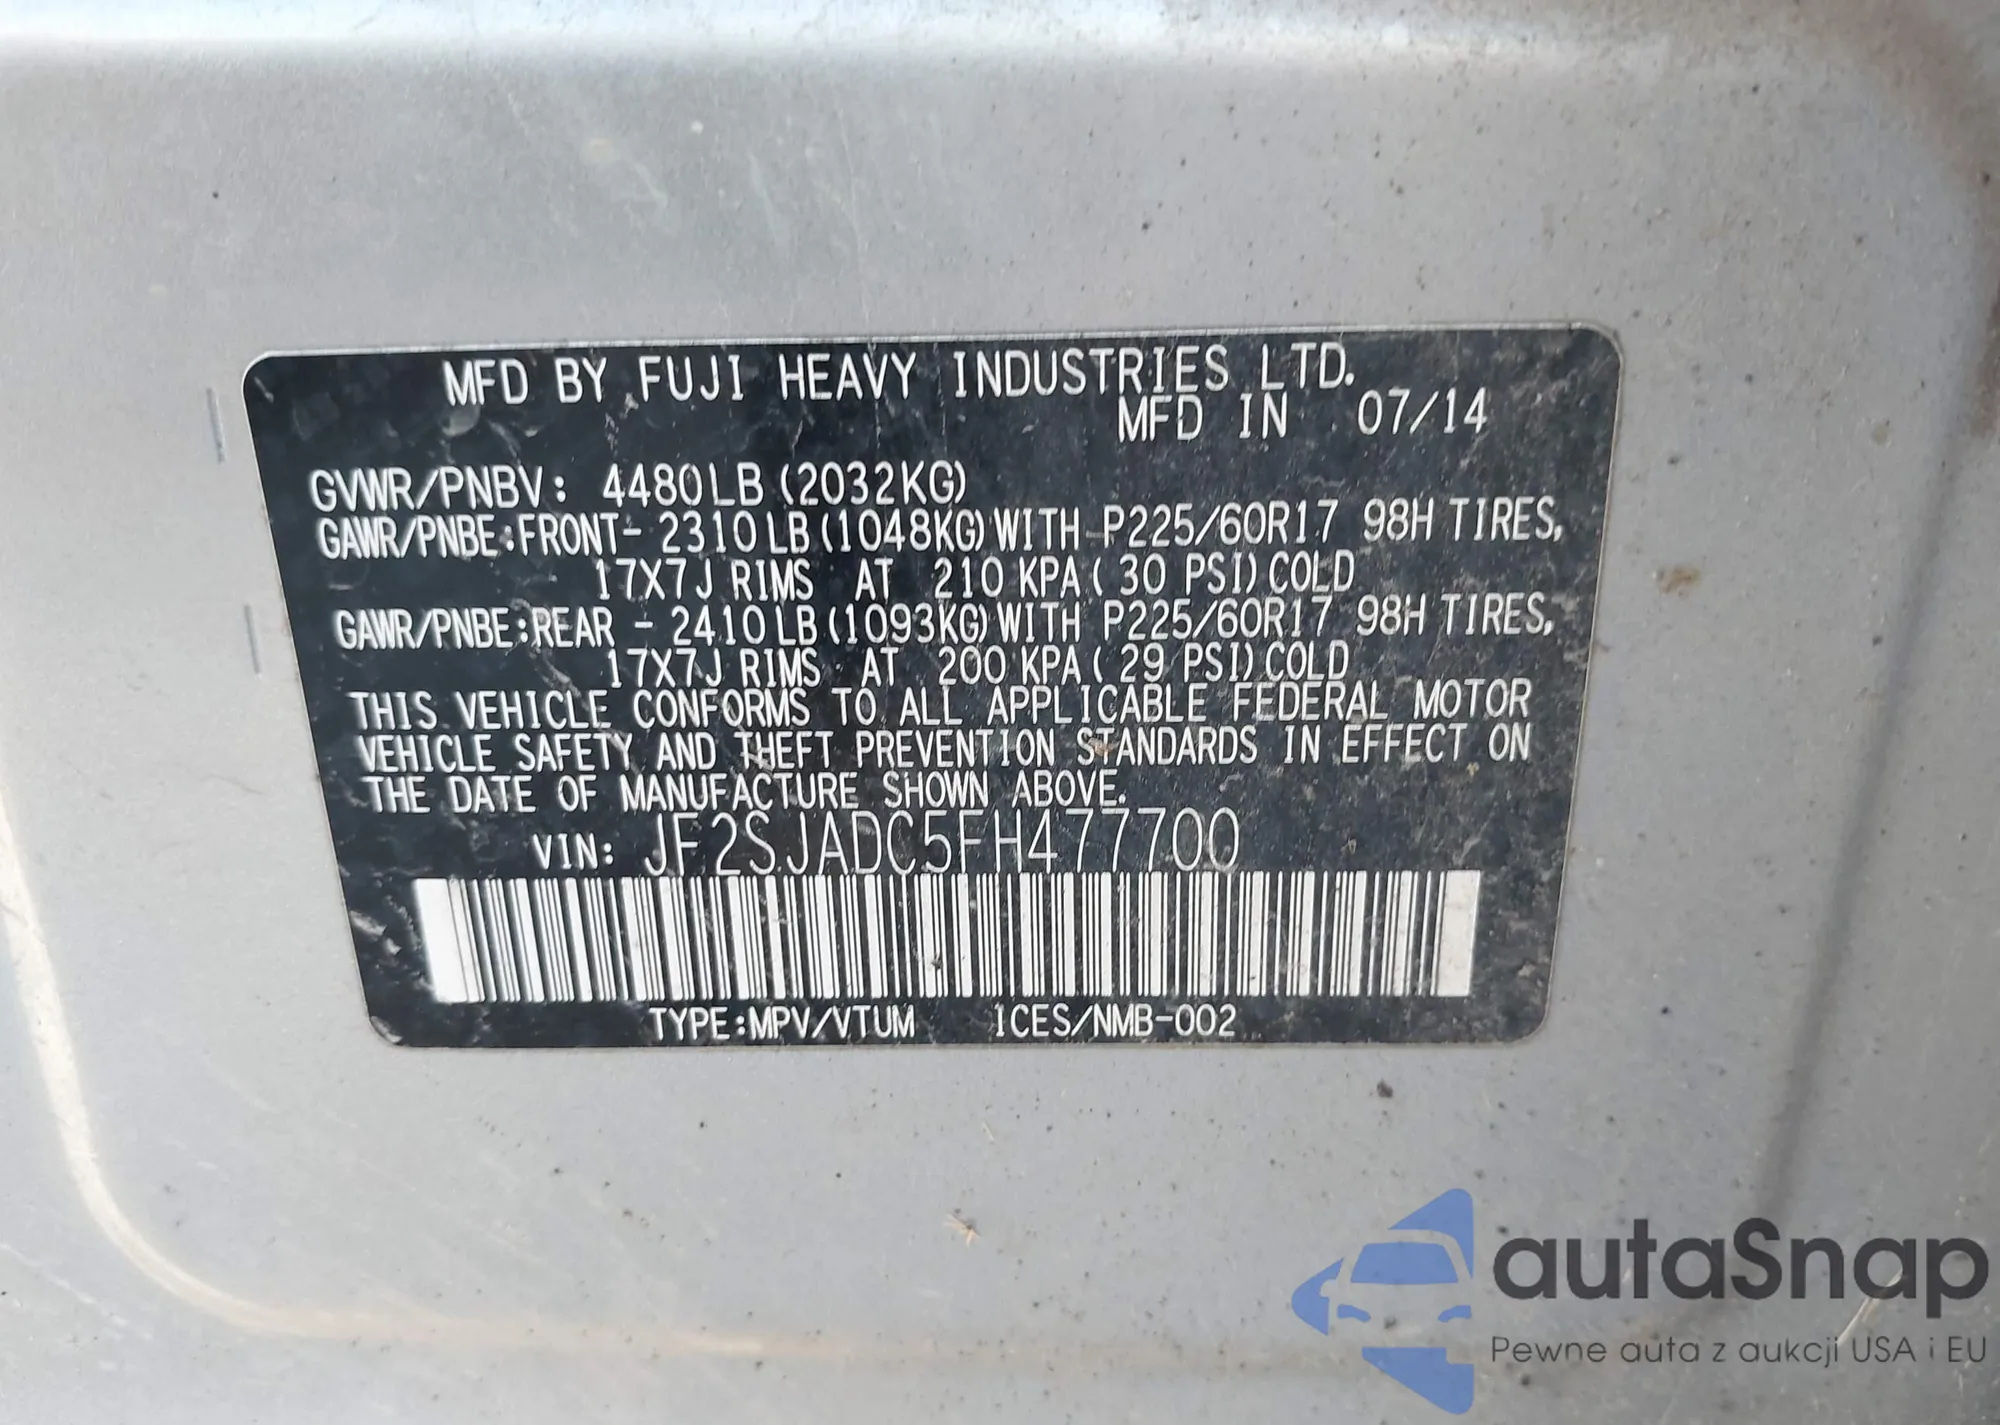 MFD BY FUJI HEAVY INDUSTRIES LTD.
MFD IN 07/14
GVWR/PNBV: 4480LB (2032KG)
GAWR/PNBE:FRONT- 2310LB (1048KG) WITH P225/60R17 98H TIRES,
17X7J RIMS AT 210 KPA ( 30 PSI) COLD
GAWR/PNBE:REAR - 2410LB (1093KG) WITH P225/60R17 98H TIRES,
17X7J RIMS AT 200 KPA ( 29 PSI) COLD
THIS VEHICLE CONFORMS TO ALL APPLICABLE FEDERAL MOTOR
VEHICLE SAFETY AND THEFT PREVENTION STANDARDS IN EFFECT ON
THE DATE OF MANUFACTURE SHOWN ABOVE.
VIN: JF2SJADC5FH477700
TYPE:MPV/VTUM ICES/NMB-002
autaSnap
Pewne auta z aukcji USA i EU